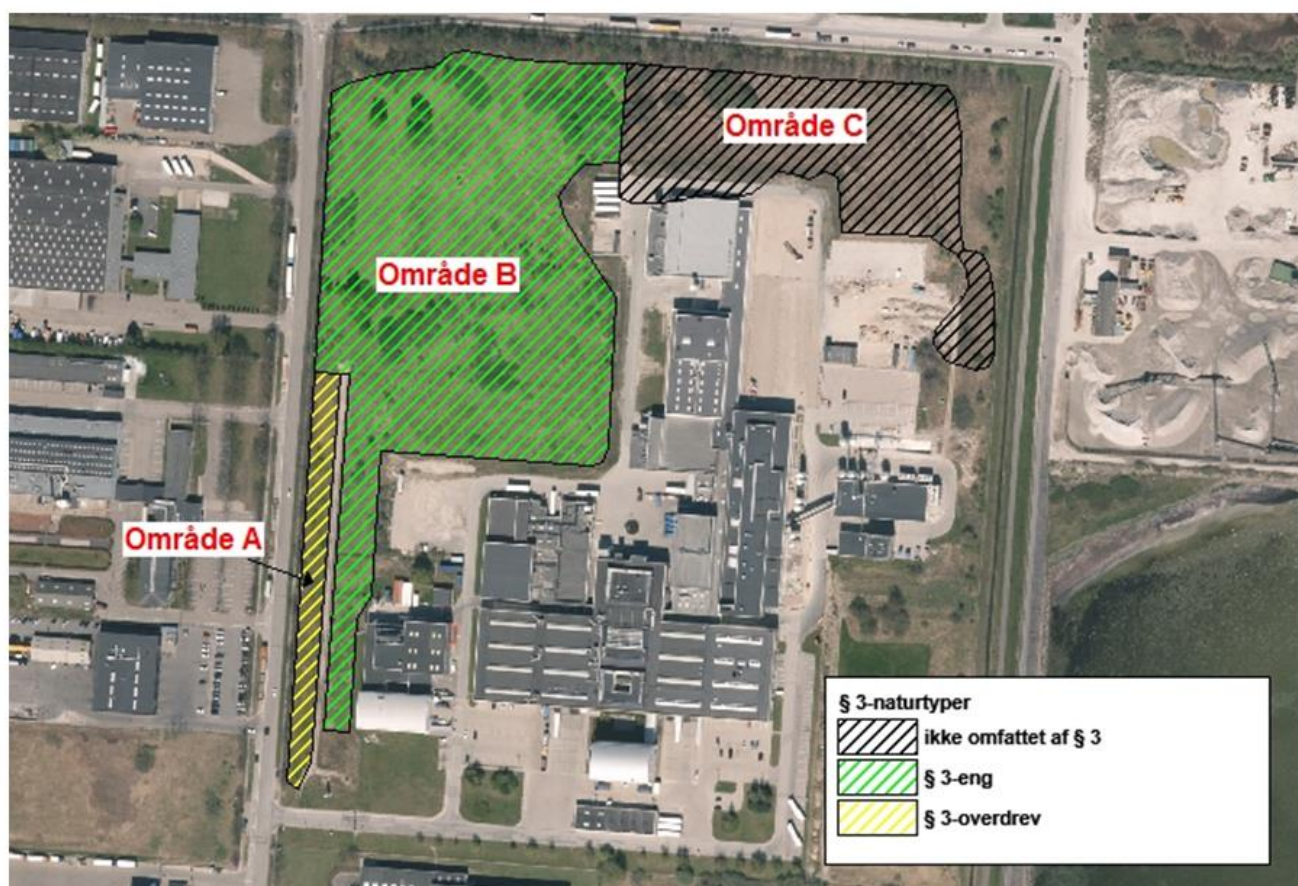 Område C
Område B
Område A
§ 3-naturtyper
ikke omfattet af § 3
§ 3-eng
§ 3-overdrev